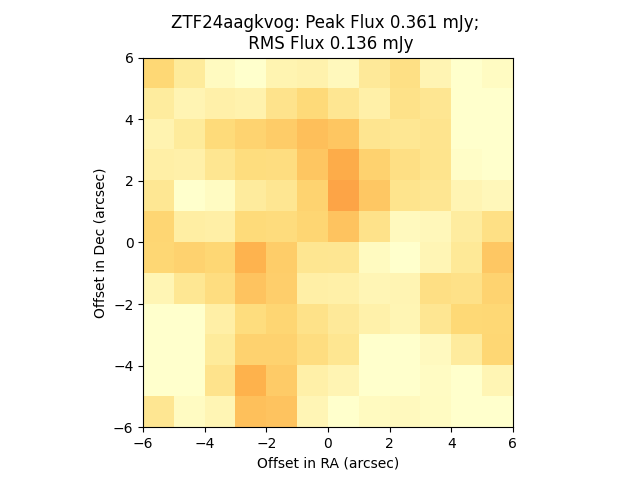 ZTF24aagkvog: Peak Flux 0.361 mJy;
RMS Flux 0.136 mJy
6
4
2
0
−2
−4
−6
Offset in Dec (arcsec)
−6 −4 −2 0 2 4 6
Offset in RA (arcsec)